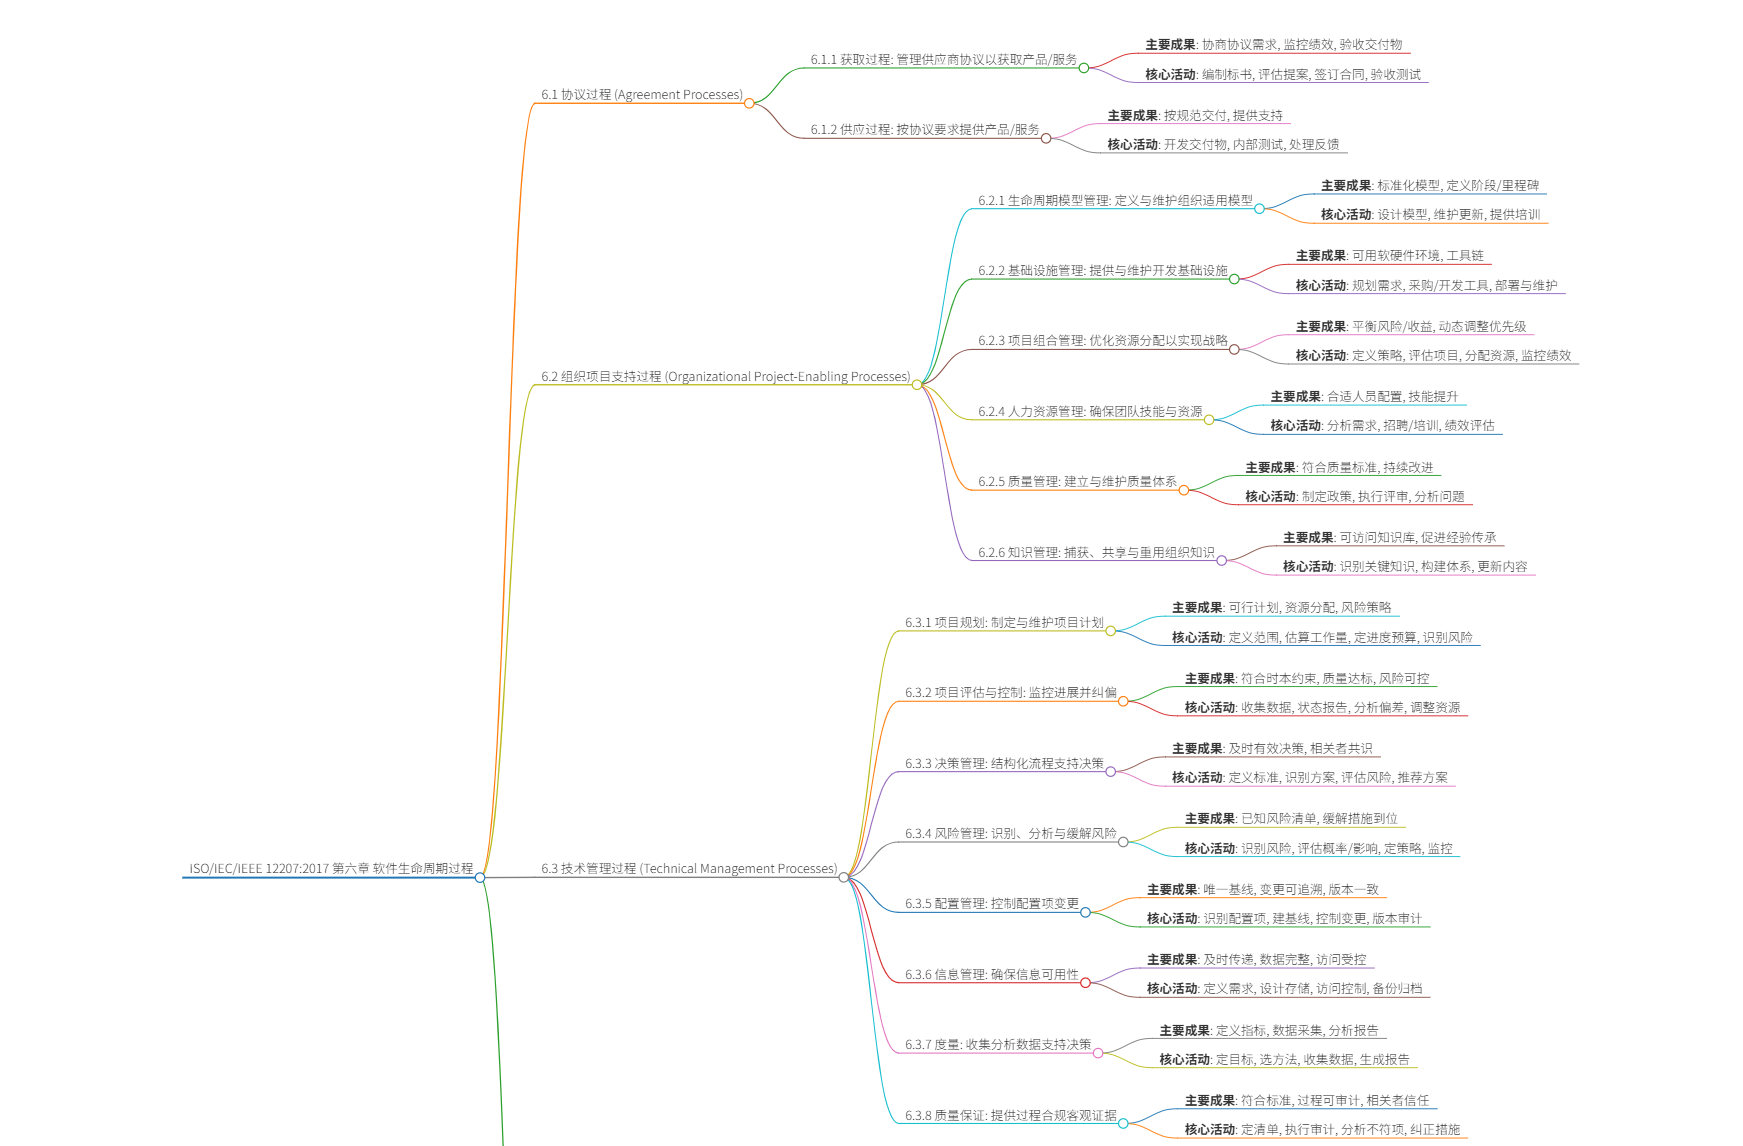 ISO/IEC/IEEE 12207:2017 第六章 软件生命周期过程
6.1 协议过程 (Agreement Processes)
6.1.1 获取过程: 管理供应商协议以获取产品/服务
主要成果: 协商协议需求, 监控绩效, 验收交付物
核心活动: 编制标书, 评估提案, 签订合同, 验收测试
6.1.2 供应过程: 按协议要求提供产品/服务
主要成果: 按规范交付, 提供支持
核心活动: 开发交付物, 内部测试, 处理反馈
6.2 组织项目支持过程 (Organizational Project-Enabling Processes)
6.2.1 生命周期模型管理: 定义与维护组织适用模型
主要成果: 标准化模型, 定义阶段/里程碑
核心活动: 设计模型, 维护更新, 提供培训
6.2.2 基础设施管理: 提供与维护开发基础设施
主要成果: 可用软硬件环境, 工具链
核心活动: 规划需求, 采购/开发工具, 部署与维护
6.2.3 项目组合管理: 优化资源分配以实现战略
主要成果: 平衡风险/收益, 动态调整优先级
核心活动: 定义策略, 评估项目, 分配资源, 监控绩效
6.2.4 人力资源管理: 确保团队技能与资源
主要成果: 合适人员配置, 技能提升
核心活动: 分析需求, 招聘/培训, 绩效评估
6.2.5 质量管理: 建立与维护质量体系
主要成果: 符合质量标准, 持续改进
核心活动: 制定政策, 执行评审, 分析问题
6.2.6 知识管理: 捕获、共享与重用组织知识
主要成果: 可访问知识库, 促进经验传承
核心活动: 识别关键知识, 构建体系, 更新内容
6.3 技术管理过程 (Technical Management Processes)
6.3.1 项目规划: 制定与维护项目计划
主要成果: 可行计划, 资源分配, 风险策略
核心活动: 定义范围, 估算工作量, 定进度预算, 识别风险
6.3.2 项目评估与控制: 监控进展并纠偏
主要成果: 符合时本约束, 质量达标, 风险可控
核心活动: 收集数据, 状态报告, 分析偏差, 调整资源
6.3.3 决策管理: 结构化流程支持决策
主要成果: 及时有效决策, 相关者共识
核心活动: 定义标准, 识别方案, 评估风险, 推荐方案
6.3.4 风险管理: 识别、分析与缓解风险
主要成果: 已知风险清单, 缓解措施到位
核心活动: 识别风险, 评估概率/影响, 定策略, 监控
6.3.5 配置管理: 控制配置项变更
主要成果: 唯一基线, 变更可追溯, 版本一致
核心活动: 识别配置项, 建基线, 控制变更, 版本审计
6.3.6 信息管理: 确保信息可用性
主要成果: 及时传递, 数据完整, 访问受控
核心活动: 定义需求, 设计存储, 访问控制, 备份归档
6.3.7 度量: 收集分析数据支持决策
主要成果: 定义指标, 数据采集, 分析报告
核心活动: 定目标, 选方法, 收集数据, 生成报告
6.3.8 质量保证: 提供过程合规客观证据
主要成果: 符合标准, 过程可审计, 相关者信任
核心活动: 定清单, 执行审计, 分析不符项, 纠正措施